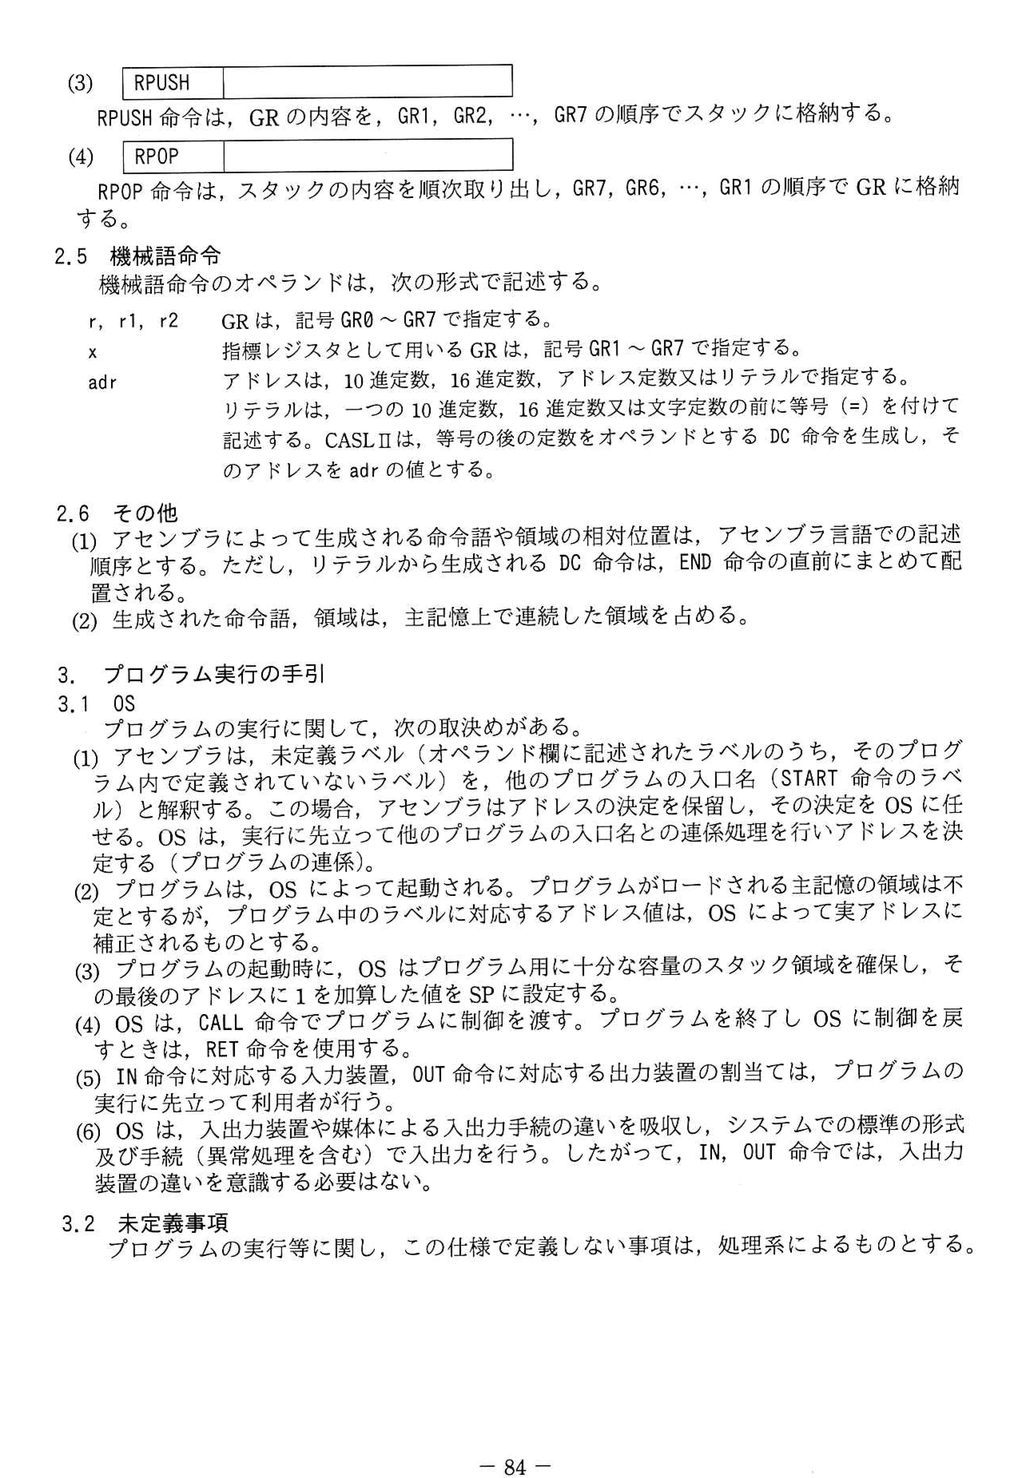 (3) RPUSH
RPUSH 命令は，GR の内容を，GR1，GR2，…，GR7 の順序でスタックに格納する。
(4) RPOP
RPOP 命令は，スタックの内容を順次取り出し，GR7，GR6，…，GR1 の順序で GR に格納
する。
2.5 機械語命令
機械語命令のオペランドは，次の形式で記述する。
r，r1，r2 GR は，記号 GR0 ～ GR7 で指定する。
x 指標レジスタとして用いる GR は，記号 GR1 ～ GR7 で指定する。
adr アドレスは，10 進定数，16 進定数，アドレス定数又はリテラルで指定する。
リテラルは，一つの 10 進定数，16 進定数又は文字定数の前に等号（=）を付けて
記述する。CASLⅡは，等号の後の定数をオペランドとする DC 命令を生成し，そ
のアドレスを adr の値とする。
2.6 その他
(1) アセンブラによって生成される命令語や領域の相対位置は，アセンブラ言語での記述
順序とする。ただし，リテラルから生成される DC 命令は，END 命令の直前にまとめて配
置される。
(2) 生成された命令語，領域は，主記憶上で連続した領域を占める。
3. プログラム実行の手引
3.1 OS
プログラムの実行に関して，次の取決めがある。
(1) アセンブラは，未定義ラベル（オペランド欄に記述されたラベルのうち，そのプログ
ラム内で定義されていないラベル）を，他のプログラムの入口名（START 命令のラベ
ル）と解釈する。この場合，アセンブラはアドレスの決定を保留し，その決定を OS に任
せる。OS は，実行に先立って他のプログラムの入口名との連係処理を行いアドレスを決
定する（プログラムの連係）。
(2) プログラムは，OS によって起動される。プログラムがロードされる主記憶の領域は不
定とするが，プログラム中のラベルに対応するアドレス値は，OS によって実アドレスに
補正されるものとする。
(3) プログラムの起動時に，OS はプログラム用に十分な容量のスタック領域を確保し，そ
の最後のアドレスに 1 を加算した値を SP に設定する。
(4) OS は，CALL 命令でプログラムに制御を渡す。プログラムを終了し OS に制御を戻
すときは，RET 命令を使用する。
(5) IN 命令に対応する入力装置，OUT 命令に対応する出力装置の割当ては，プログラムの
実行に先立って利用者が行う。
(6) OS は，入出力装置や媒体による入出力手続の違いを吸収し，システムでの標準の形式
及び手続（異常処理を含む）で入出力を行う。したがって，IN，OUT 命令では，入出力
装置の違いを意識する必要はない。
3.2 未定義事項
プログラムの実行等に関し，この仕様で定義しない事項は，処理系によるものとする。
－ 84 －